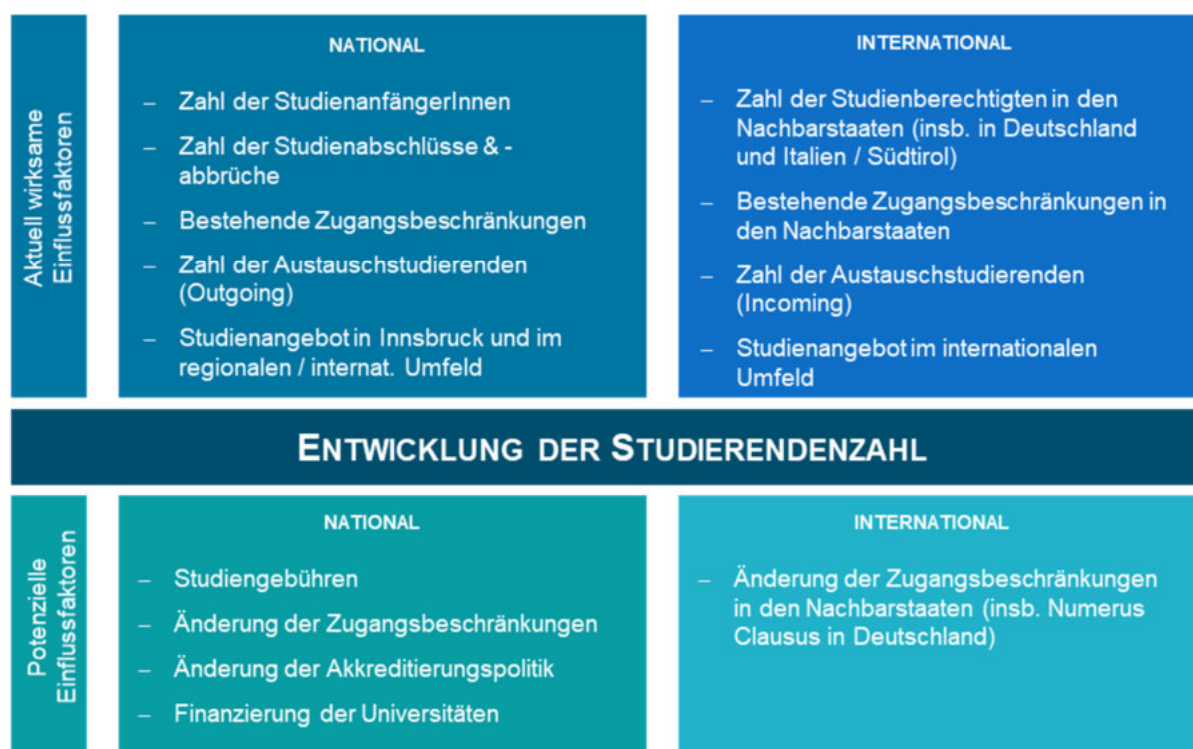 Aktuell wirksame
Einflussfaktoren
NATIONAL
– Zahl der StudienanfängerInnen
– Zahl der Studienabschlüsse & -
abbrüche
– Bestehende Zugangsbeschränkungen
– Zahl der Austauschstudierenden
(Outgoing)
– Studienangebot in Innsbruck und im
regionalen / internat. Umfeld
INTERNATIONAL
– Zahl der Studienberechtigten in den
Nachbarstaaten (insb. in Deutschland
und Italien / Südtirol)
– Bestehende Zugangsbeschränkungen in
den Nachbarstaaten
– Zahl der Austauschstudierenden
(Incoming)
– Studienangebot im internationalen
Umfeld
ENTWICKLUNG DER STUDIERENDENZAHL
Potenzielle
Einflussfaktoren
NATIONAL
– Studiengebühren
– Änderung der Zugangsbeschränkungen
– Änderung der Akkreditierungspolitik
– Finanzierung der Universitäten
INTERNATIONAL
– Änderung der Zugangsbeschränkungen
in den Nachbarstaaten (insb. Numerus
Clausus in Deutschland)